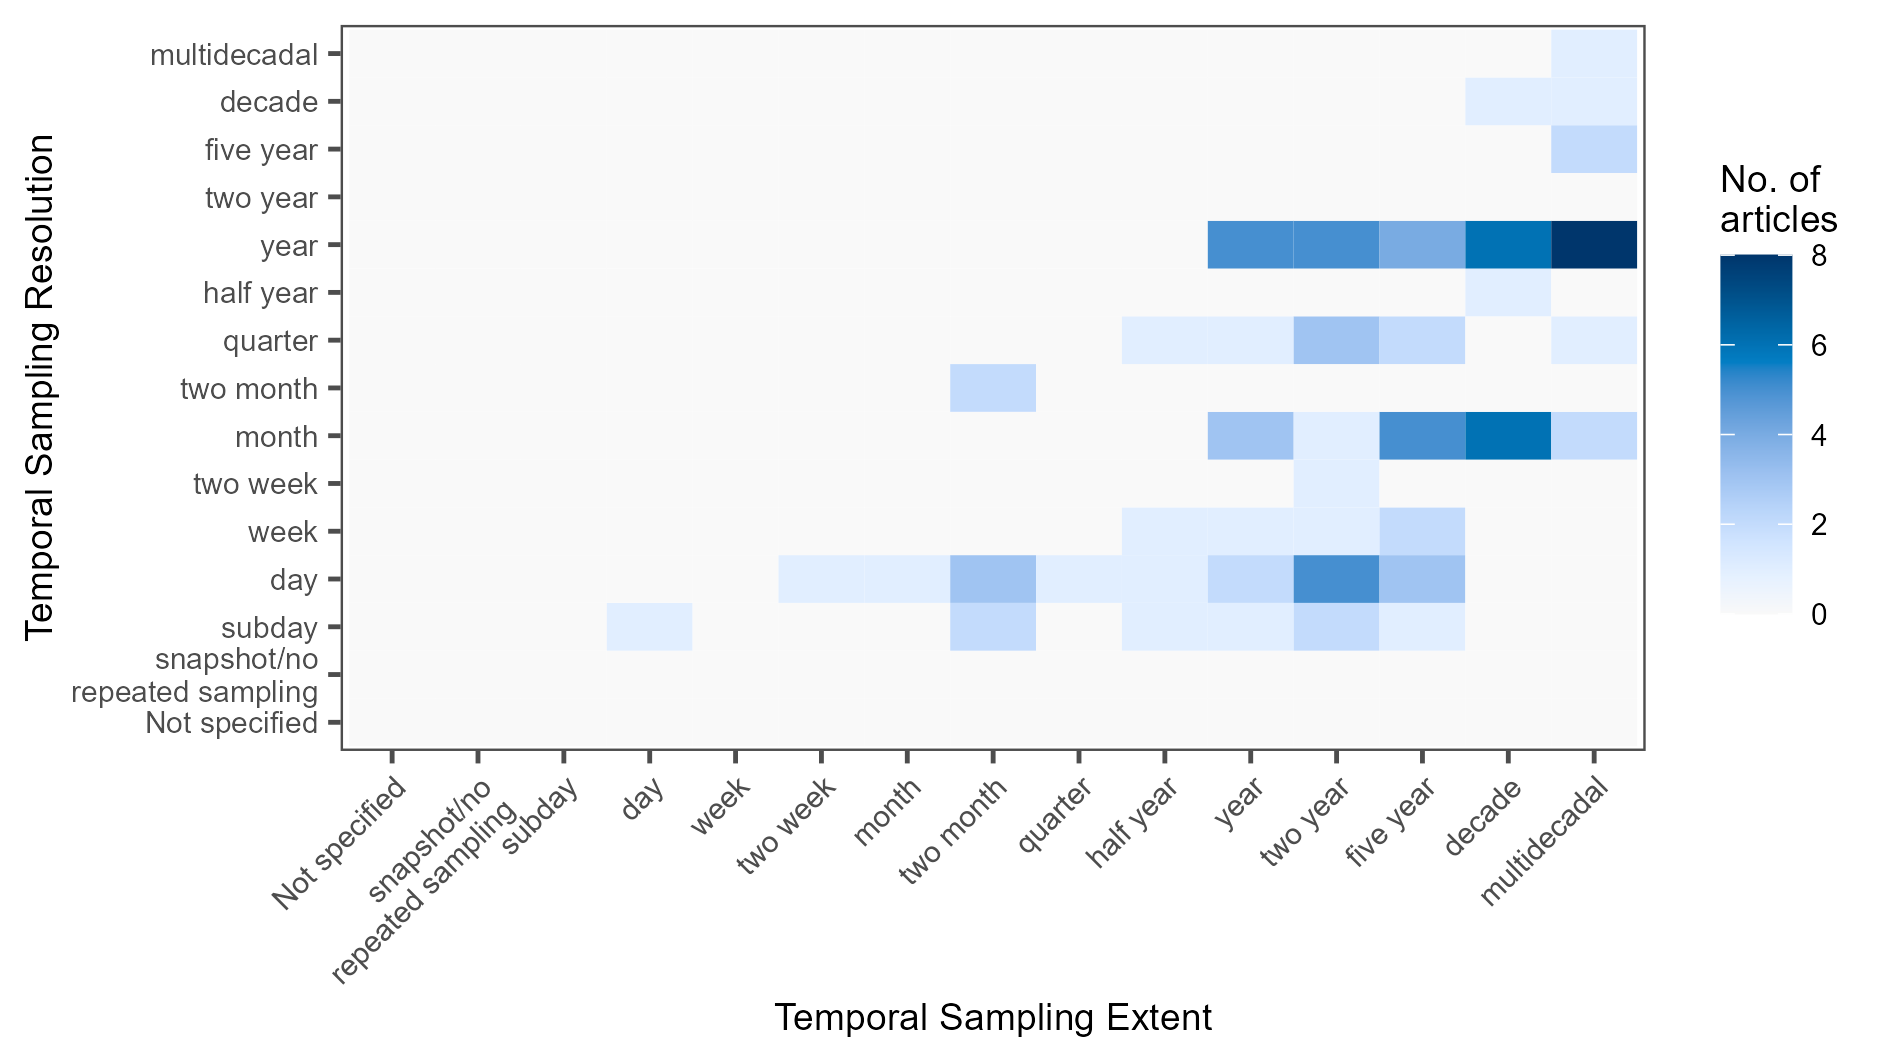 multidecadal
decade
five year
two year
year
half year
quarter
two month
month
two week
week
day
subday
snapshot/no
repeated sampling
Not specified
Temporal Sampling Resolution
Not specified
snapshot/no
repeated sampling
subday
day
week
two week
month
two month
quarter
half year
year
two year
five year
decade
multidecadal
Temporal Sampling Extent
No. of
articles
8
6
4
2
0